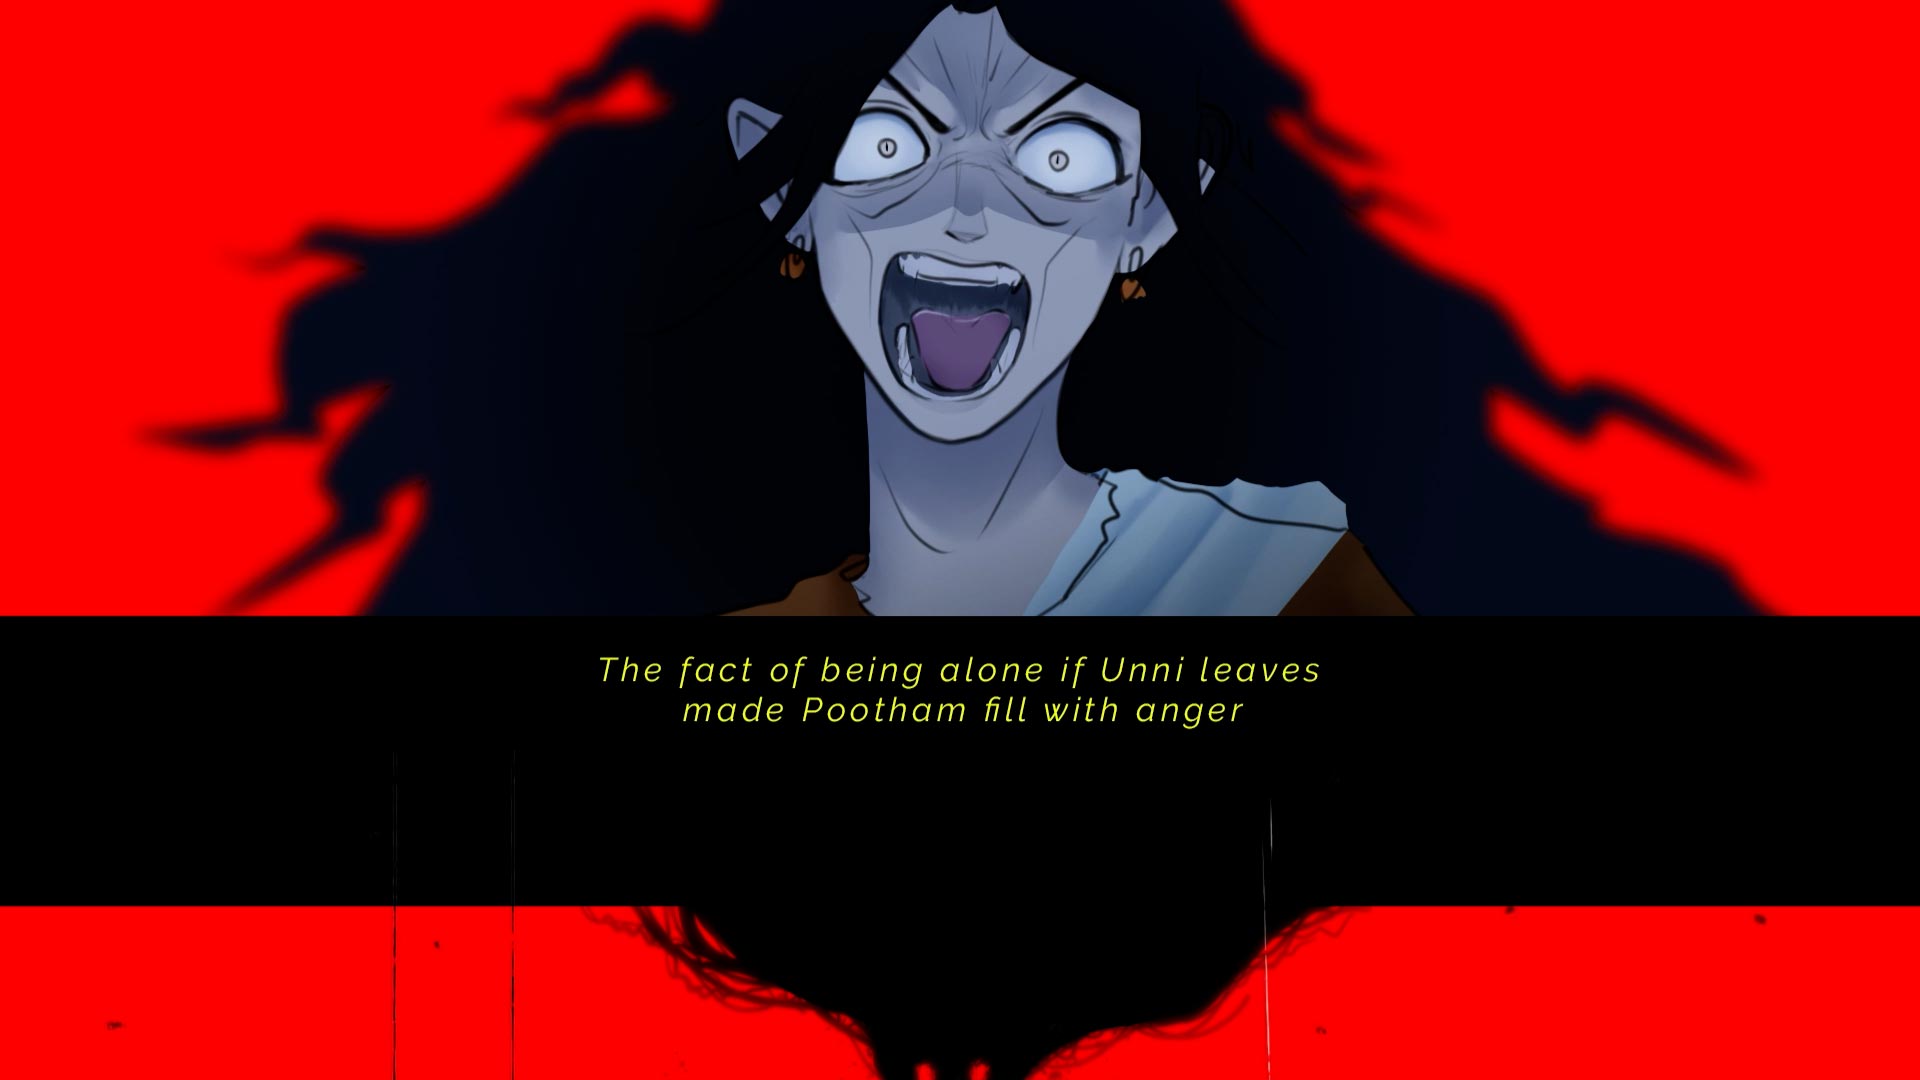 The fact of being alone if Unni leaves
made Pootham fill with anger